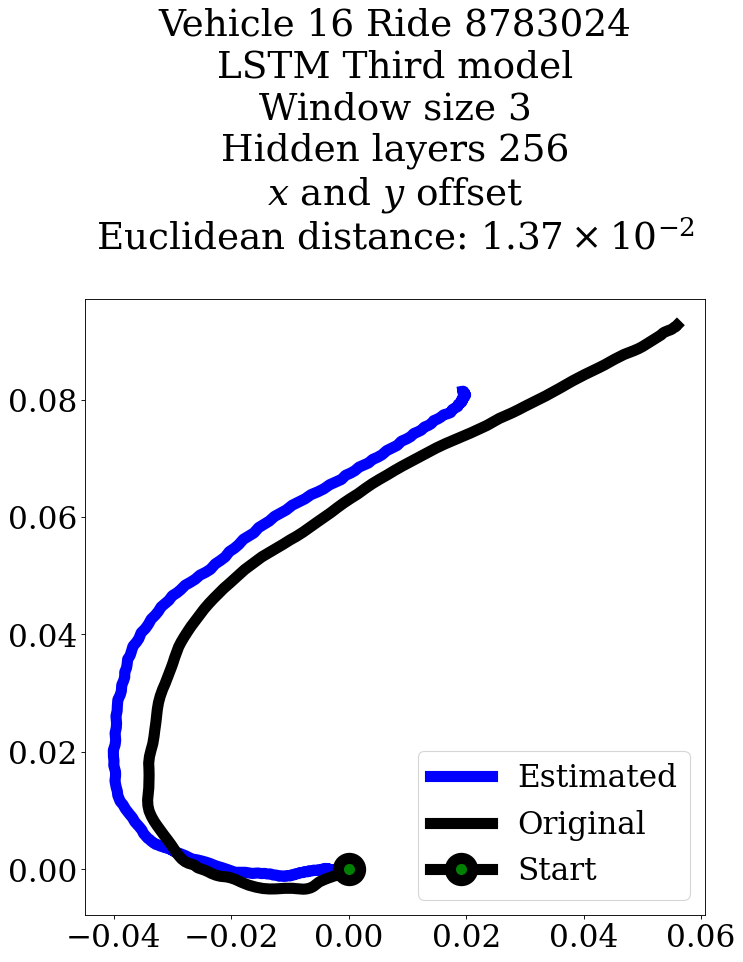 Vehicle 16 Ride 8783024
LSTM Third model
Window size 3
Hidden layers 256
x and y offset
Euclidean distance: 1.37 × 10⁻²
0.08
0.06
0.04
0.02
0.00
Estimated
Original
Start
−0.04 −0.02 0.00 0.02 0.04 0.06